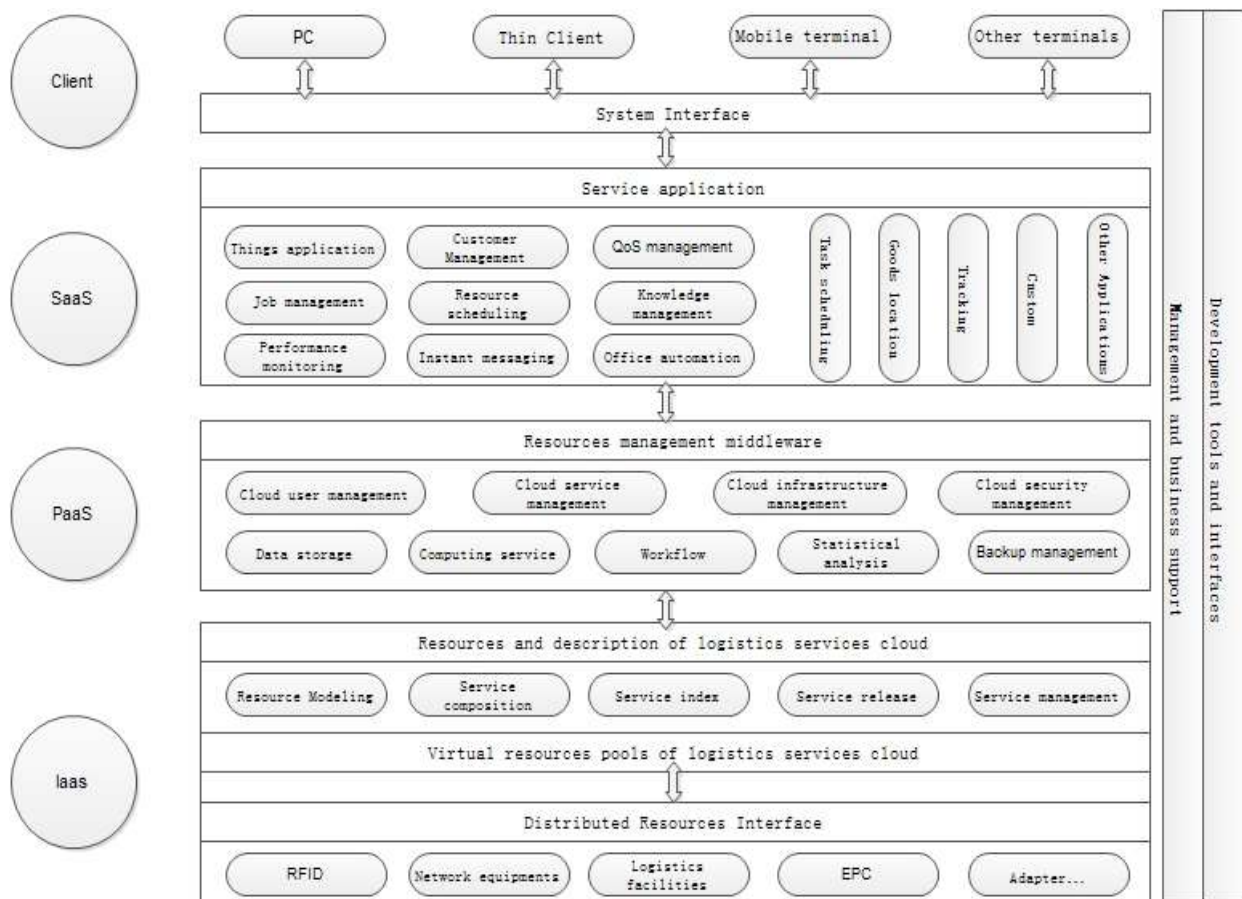 Client
PC
Thin Client
Mobile terminal
Other terminals
System Interface
SaaS
Service application
Things application
Customer
Management
QoS management
Job management
Resource
scheduling
Knowledge
management
Performance
monitoring
Instant messaging
Office automation
Task scheduling
Goods location
Tracking
Custom
Other Applications
PaaS
Resources management middleware
Cloud user management
Cloud service
management
Cloud infrastructure
management
Cloud security
management
Data storage
Computing service
Workflow
Statistical
analysis
Backup management
Iaas
Resources and description of logistics services cloud
Resource Modeling
Service
composition
Service index
Service release
Service management
Virtual resources pools of logistics services cloud
Distributed Resources Interface
RFID
Network equipments
Logistics
facilities
EPC
Adapter...
Management and business support
Development tools and interfaces